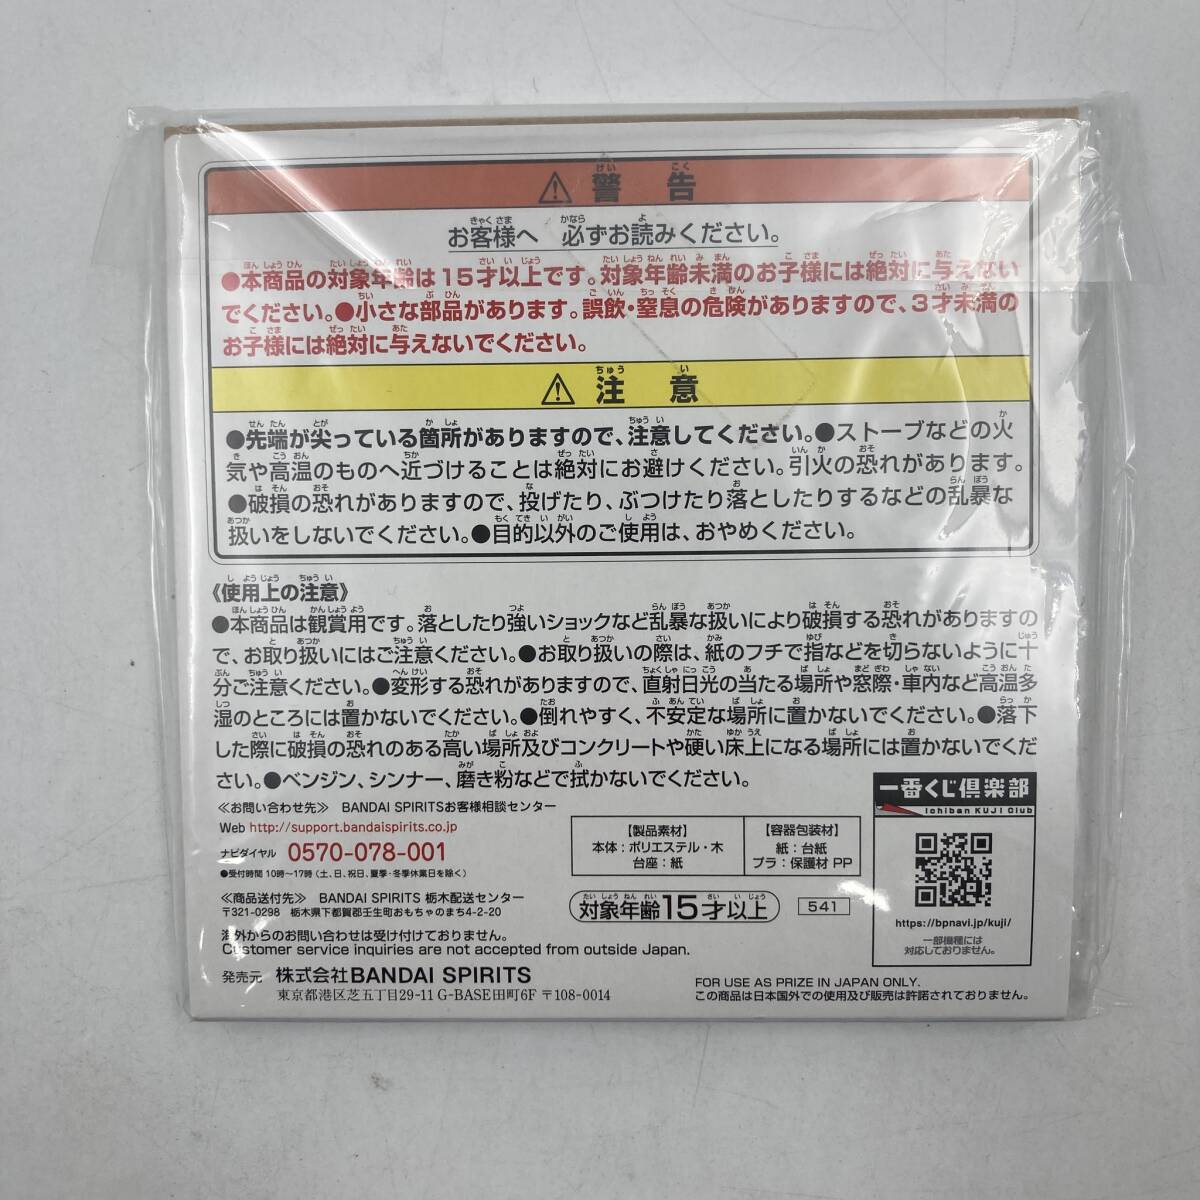 ⚠警告
お客様へ 必ずお読みください。
●本商品の対象年齢は15才以上です。対象年齢未満のお子様には絶対に与えない
でください。●小さな部品があります。誤飲・窒息の危険がありますので、3才未満の
お子様には絶対に与えないでください。
⚠注意
●先端が尖っている箇所がありますので、注意してください。●ストーブなどの火
気や高温のものへ近づけることは絶対にお避けください。引火の恐れがあります。
●破損の恐れがありますので、投げたり、ぶつけたり落としたりするなどの乱暴な
扱いをしないでください。●目的以外のご使用は、おやめください。
《使用上の注意》
●本商品は観賞用です。落としたり強いショックなど乱暴な扱いにより破損する恐れがありますの
で、お取り扱いにはご注意ください。●お取り扱いの際は、紙のフチで指などを切らないように十
分ご注意ください。●変形する恐れがありますので、直射日光の当たる場所や窓際・車内など高温多
湿のところには置かないでください。●倒れやすく、不安定な場所に置かないでください。●落下
した際に破損の恐れのある高い場所及びコンクリートや硬い床上になる場所には置かないでくだ
さい。●ベンジン、シンナー、磨き粉などで拭かないでください。
≪お問い合わせ先≫ BANDAI SPIRITSお客様相談センター
Web http://support.bandaispirits.co.jp
ナビダイヤル 0570-078-001
●受付時間 10時〜17時(土、日、祝日、夏季・冬季休業日を除く)
≪商品送付先≫ BANDAI SPIRITS 栃木配送センター
〒321-0298 栃木県下都賀郡壬生町おもちゃのまち4-2-20
海外からのお問い合わせは受け付けておりません。
Customer service inquiries are not accepted from outside Japan.
発売元 株式会社BANDAI SPIRITS
東京都港区芝五丁目29-11 G-BASE田町6F 〒108-0014
【製品素材】
本体:ポリエステル・木
台座:紙
【容器包装材】
紙:台紙
プラ:保護材 PP
対象年齢15才以上
541
一番くじ倶楽部
Ichiban KUJI Club
https://bpnavi.jp/kuji/
一部機種には
対応しておりません。
FOR USE AS PRIZE IN JAPAN ONLY.
この商品は日本国外での使用及び販売は許諾されておりません。